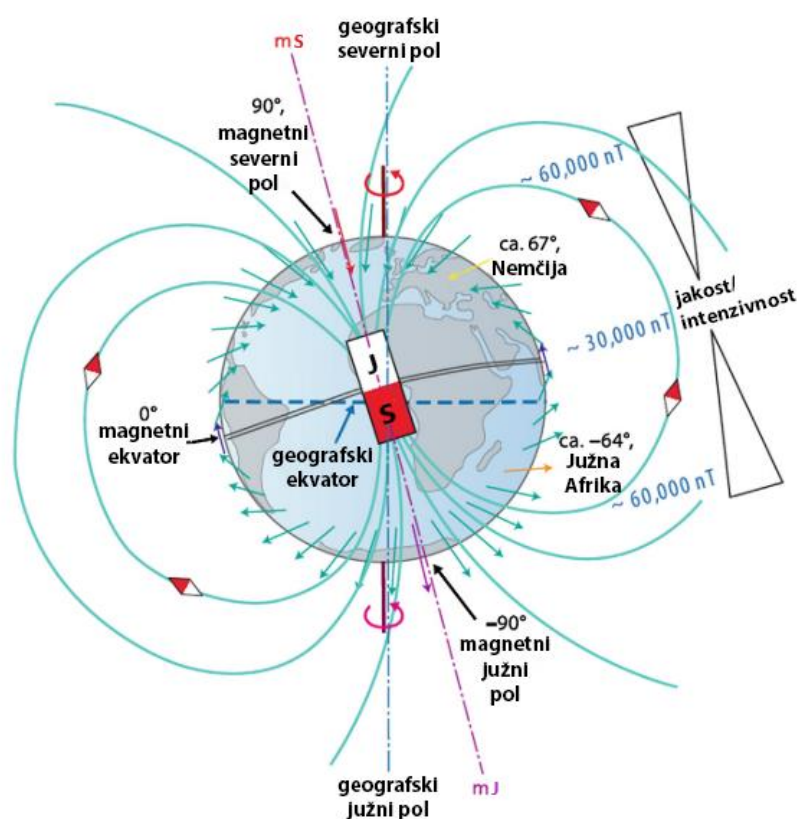 geografski
severni pol
mS
90°,
magnetni
severni
pol
~ 60,000 nT
ca. 67°,
Nemčija
jakost/
intenzivnost
~ 30,000 nT
J
S
0°
magnetni
ekvator
geografski
ekvator
ca. –64°,
Južna
Afrika
~ 60,000 nT
–90°
magnetni
južni
pol
geografski
južni pol
mJ